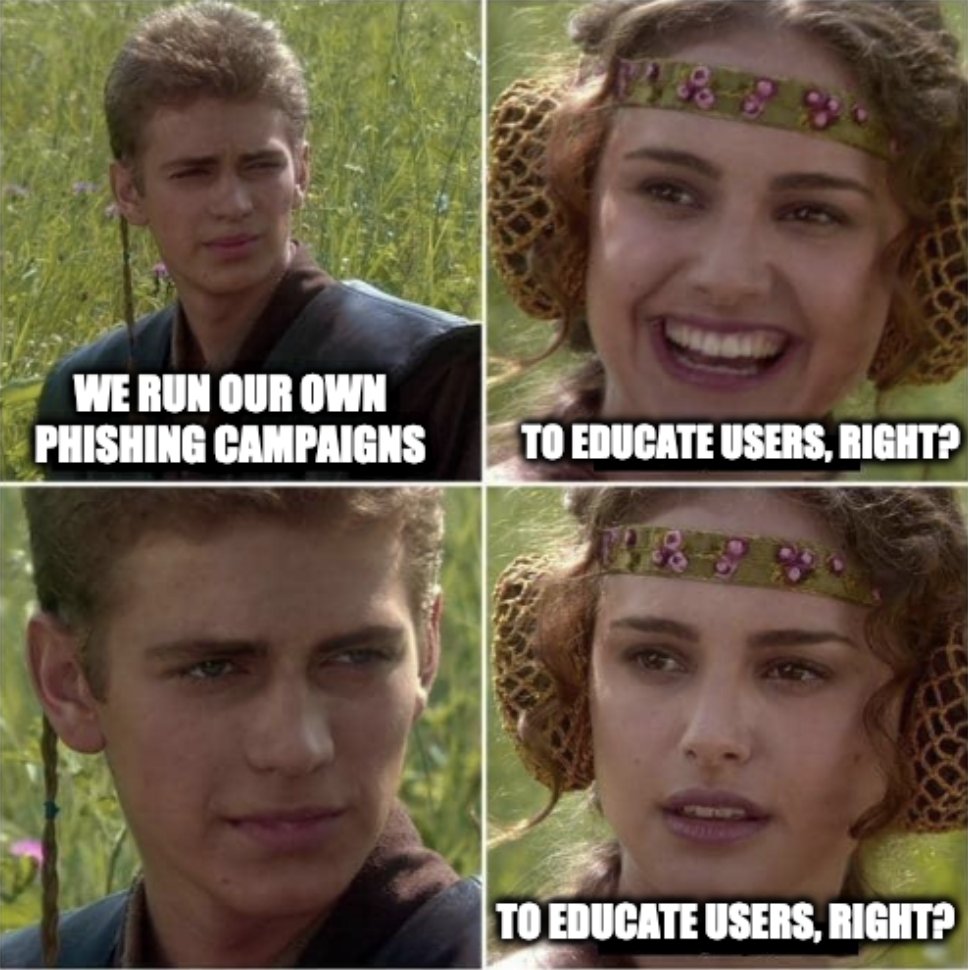 WE RUN OUR OWN
PHISHING CAMPAIGNS
TO EDUCATE USERS, RIGHT?
TO EDUCATE USERS, RIGHT?